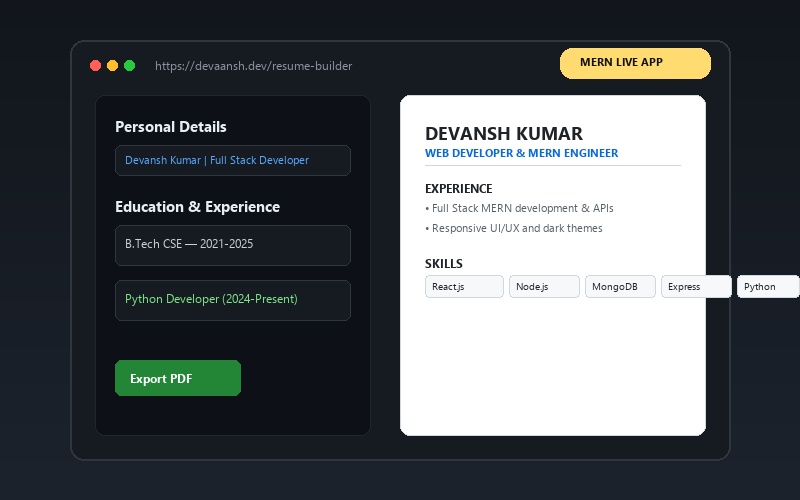 https://devaansh.dev/resume-builder
MERN LIVE APP
Personal Details
Devansh Kumar | Full Stack Developer
Education & Experience
B.Tech CSE — 2021-2025
Python Developer (2024-Present)
Export PDF
DEVANSH KUMAR
WEB DEVELOPER & MERN ENGINEER
EXPERIENCE
• Full Stack MERN development & APIs
• Responsive UI/UX and dark themes
SKILLS
React.js Node.js MongoDB Express Python